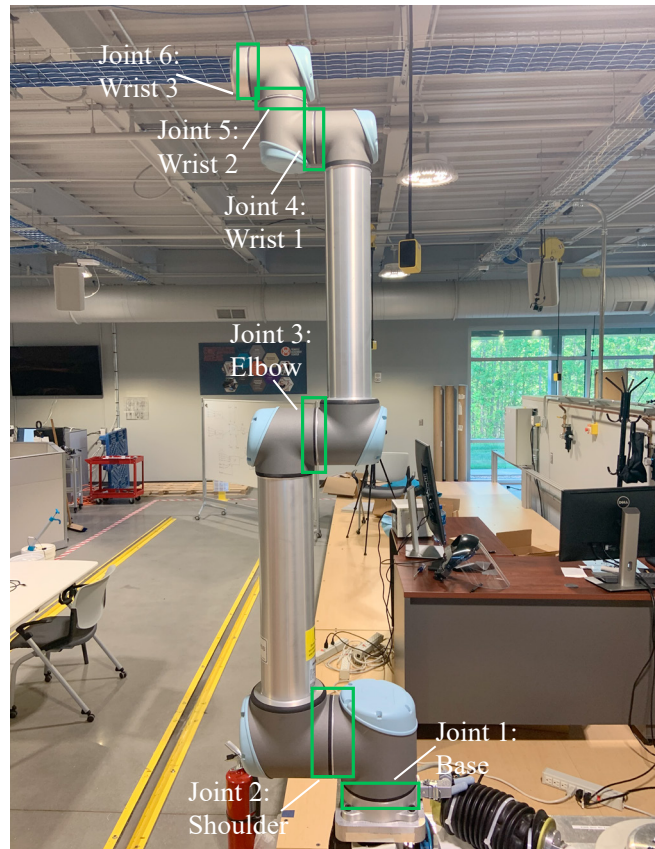 Joint 6:
Wrist 3
Joint 5:
Wrist 2
Joint 4:
Wrist 1
Joint 3:
Elbow
Joint 1:
Base
Joint 2:
Shoulder
DELL